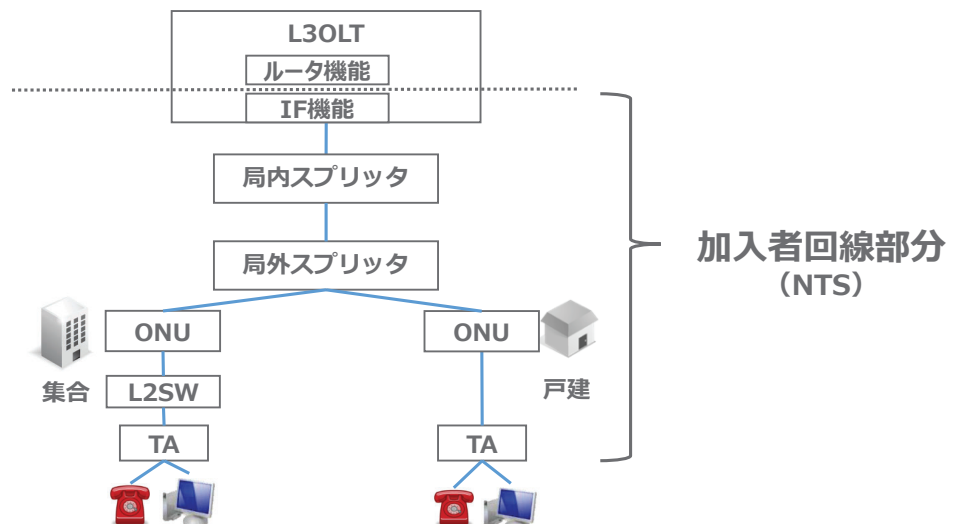 L3OLT
ルータ機能
IF機能
局内スプリッタ
局外スプリッタ
加入者回線部分
（NTS）
ONU
ONU
集合
L2SW
戸建
TA
TA